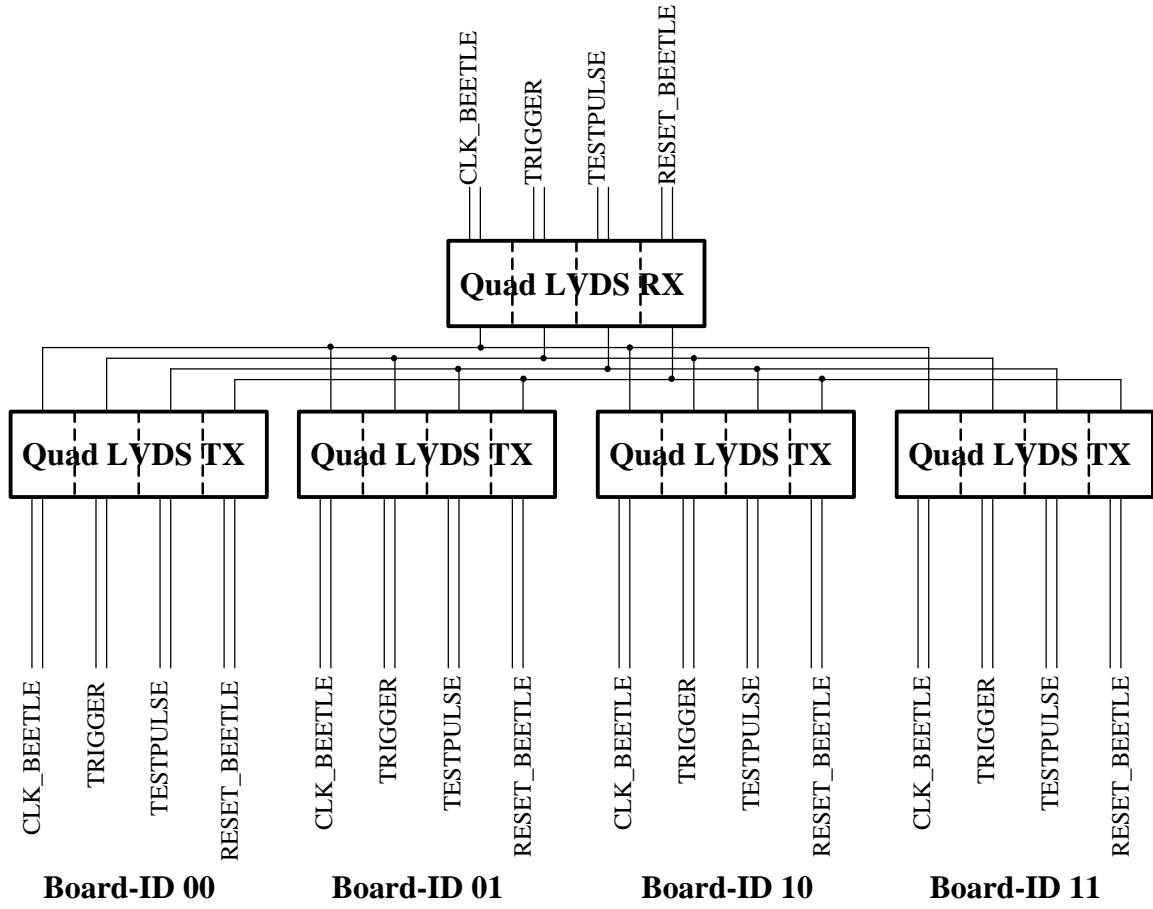 CLK_BEETLE
TRIGGER
TESTPULSE
RESET_BEETLE
Quad LVDS RX
Quad LVDS TX
Quad LVDS TX
Quad LVDS TX
Quad LVDS TX
CLK_BEETLE
TRIGGER
TESTPULSE
RESET_BEETLE
CLK_BEETLE
TRIGGER
TESTPULSE
RESET_BEETLE
CLK_BEETLE
TRIGGER
TESTPULSE
RESET_BEETLE
CLK_BEETLE
TRIGGER
TESTPULSE
RESET_BEETLE
Board-ID 00
Board-ID 01
Board-ID 10
Board-ID 11